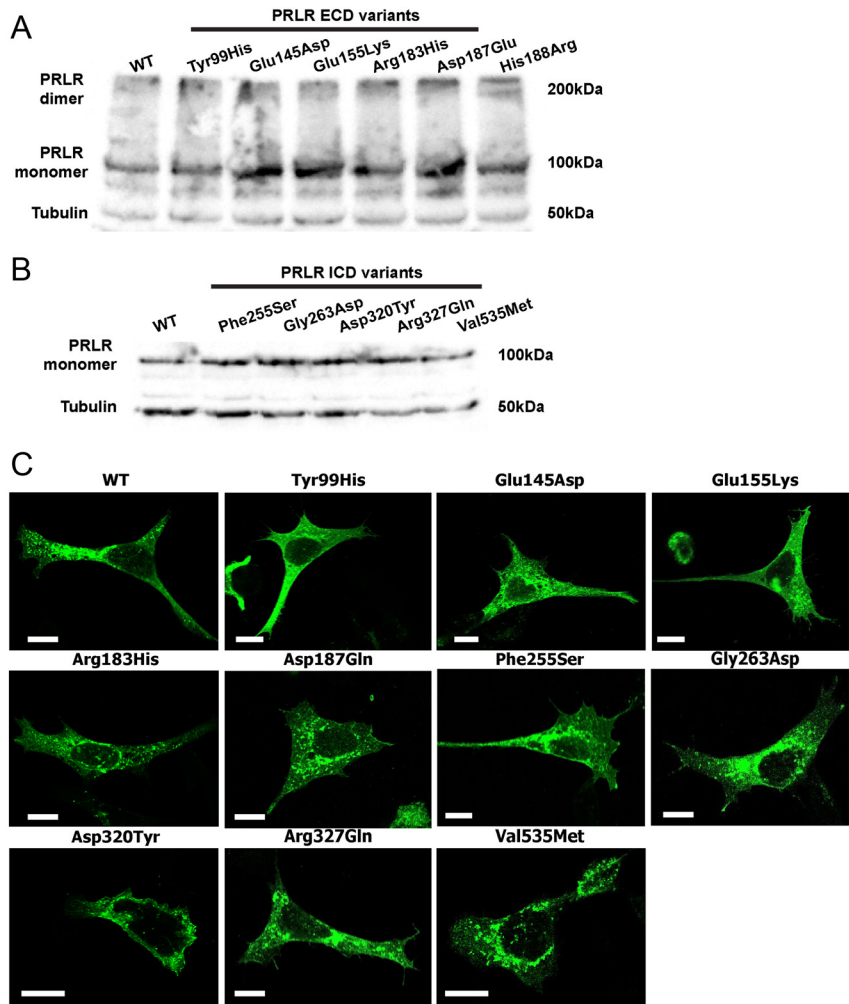 A
PRLR ECD variants
WT Tyr99His Glu145Asp Glu155Lys Arg183His Asp187Glu His188Arg
PRLR
dimer
200kDa
PRLR
monomer
100kDa
Tubulin
50kDa
B
PRLR ICD variants
WT Phe255Ser Gly263Asp Asp320Tyr Arg327Gln Val535Met
PRLR
monomer
100kDa
Tubulin
50kDa
C
WT Tyr99His Glu145Asp Glu155Lys
Arg183His Asp187Gln Phe255Ser Gly263Asp
Asp320Tyr Arg327Gln Val535Met